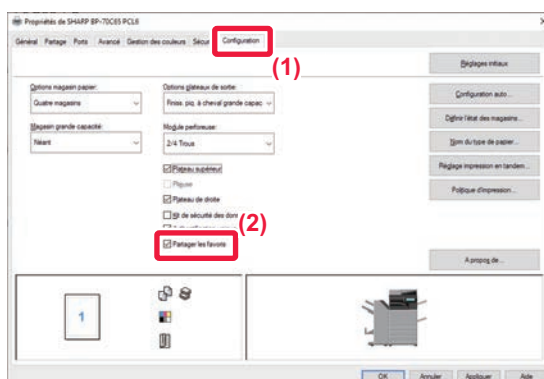 Propriétés de SHARP BP-70C65 PCL6
Général Partage Ports Avancé Gestion des couleurs Sécur Configuration
(1)
Réglages initiaux
Options magasin papier:
Quatre magasins
Options plateaux de sortie:
Finiss. piq. à cheval grande capac
Configuration auto...
Définir l'état des magasins...
Magasin grande capacité:
Néant
Module perforeuse:
2/4 Trous
Nom du type de papier...
Réglage impression en tandem...
Plateau supérieur
Plieuse
Politique d'impression...
Plateau de droite
Kit de sécurité des donn
(2)
Partager les favoris
A propos de...
1
OK Annuler Appliquer Aide